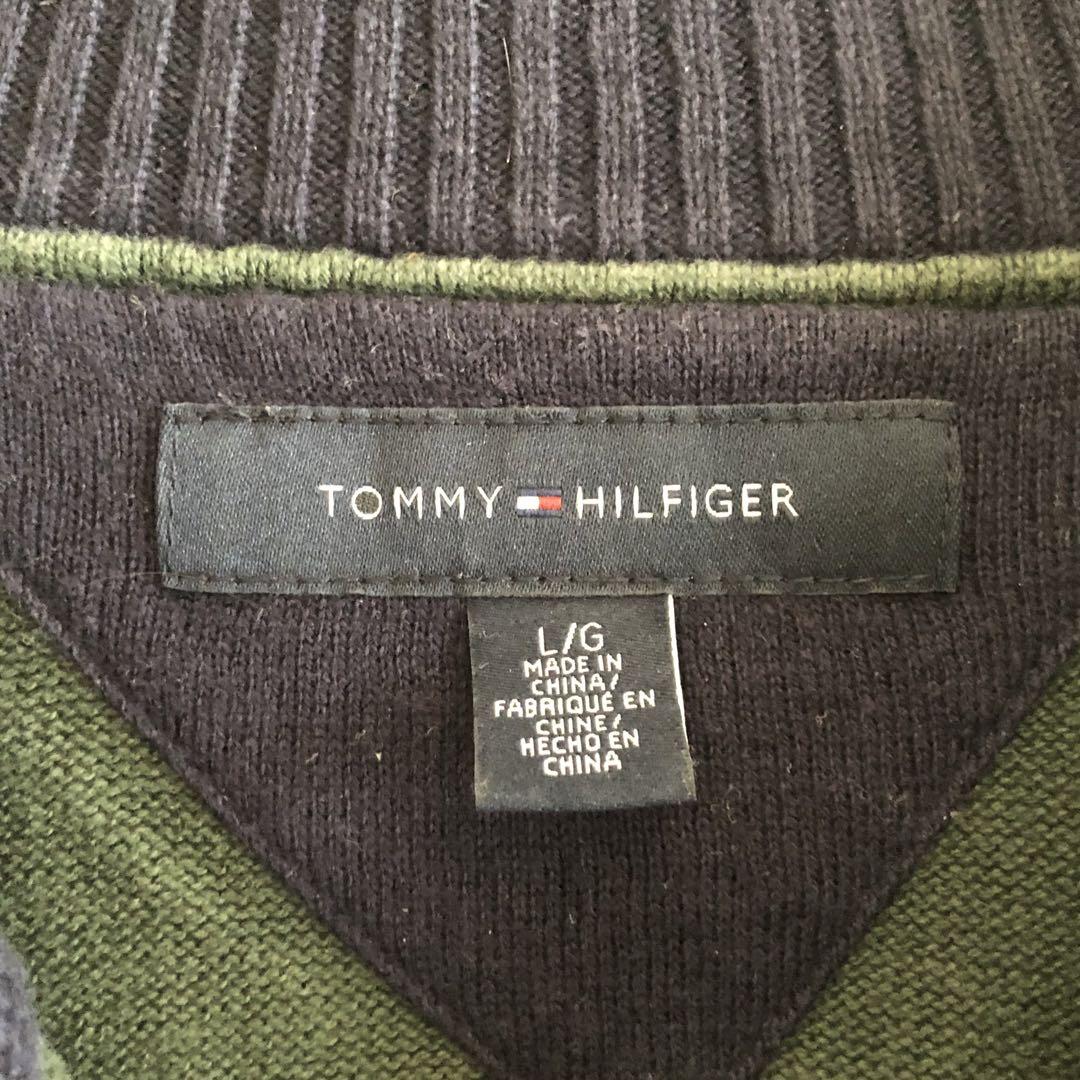 TOMMY HILFIGER
L/G
MADE IN
CHINA/
FABRIQUÉ EN
CHINE/
HECHO EN
CHINA